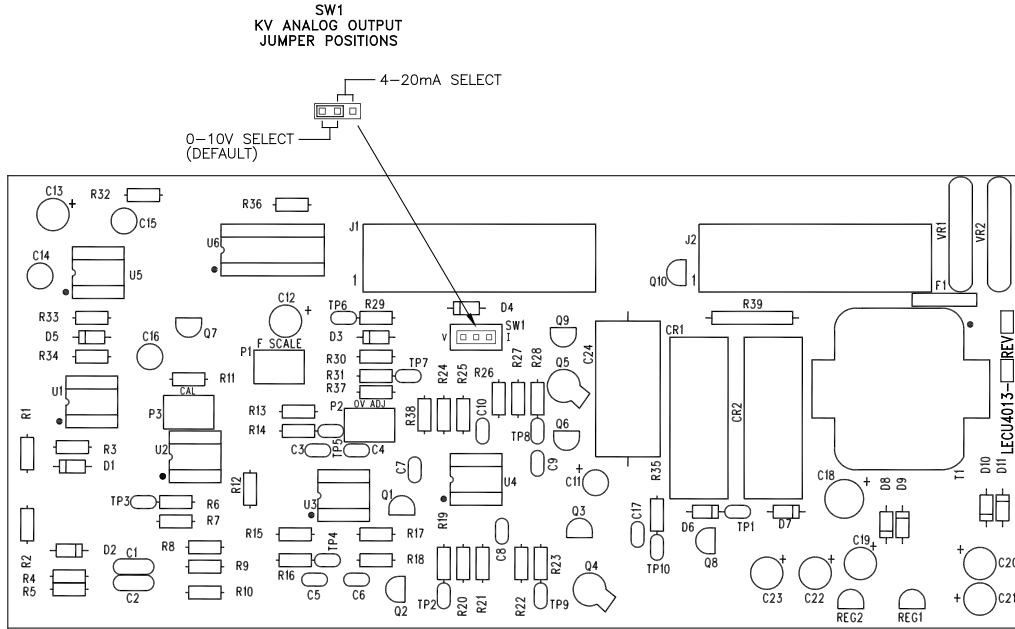 SW1
KV ANALOG OUTPUT
JUMPER POSITIONS
4-20mA SELECT
0-10V SELECT
(DEFAULT)
C13 +
R32
C15
R36
U6
J1
1
J2
1
Q10
VR1
VR2
F1
C14
U5
R33
D5
R34
C16
Q7
C12 +
TP6
R29
D4
D3
SW1
V
I
Q9
C24
CR1
R39
REV
LECU4013-
P1
F SCALE
R30
R31
R37
TP7
R24
R25
R26
R27
R28
Q5
U1
R1
R11
CAL
P3
R13
R14
P2
0V ADJ
R38
C10
TP8
Q6
CR2
R3
D1
U2
C3
TP5
C4
C7
U4
C9
C11 +
R35
T1
D10
D11
C18 +
D8
D9
TP3
R6
R7
R12
U3
Q1
R19
Q3
C17
D6
TP1
D7
R2
D2
R8
R15
R17
C8
TP10
Q8
C19 +
R4
R5
C1
C2
R9
R10
R16
TP4
R18
C5
C6
Q2
TP2
R20
R21
R22
R23
TP9
Q4
C23 +
C22 +
REG2
REG1
C20 +
C21 +